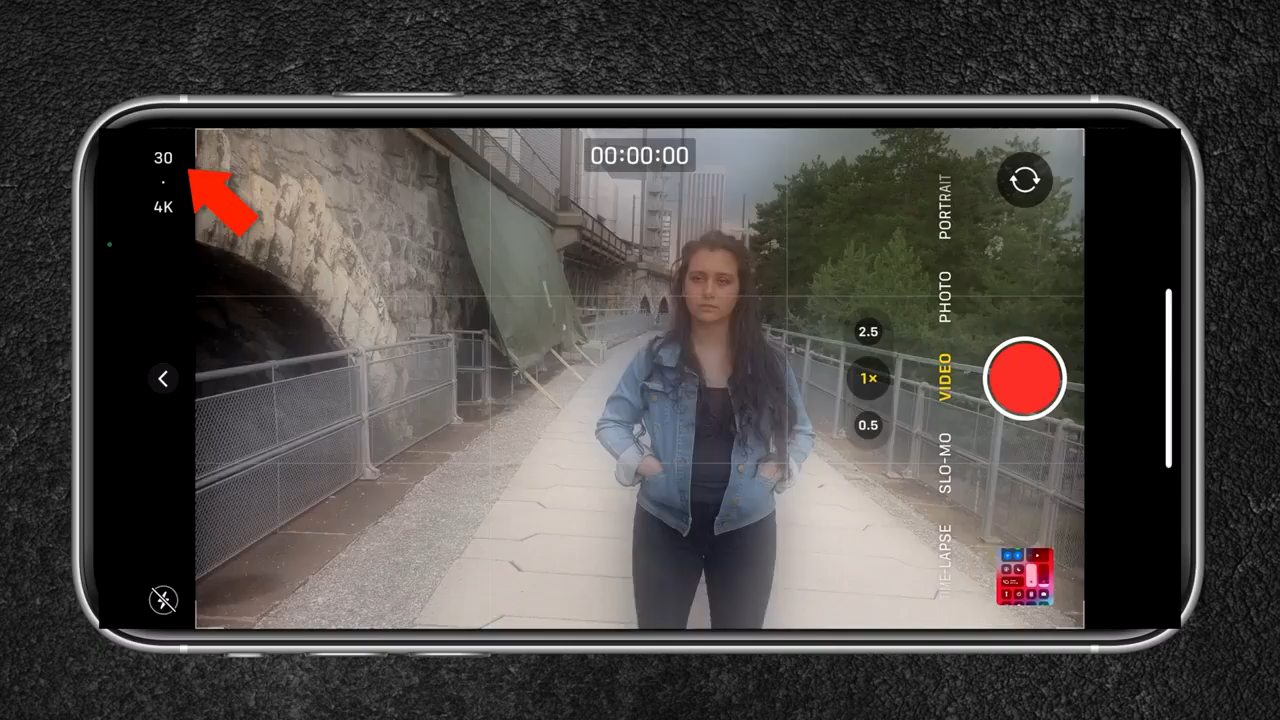 30
·
4K
00:00:00
2.5
1×
0.5
PORTRAIT
PHOTO
VIDEO
SLO-MO
TIME-LAPSE